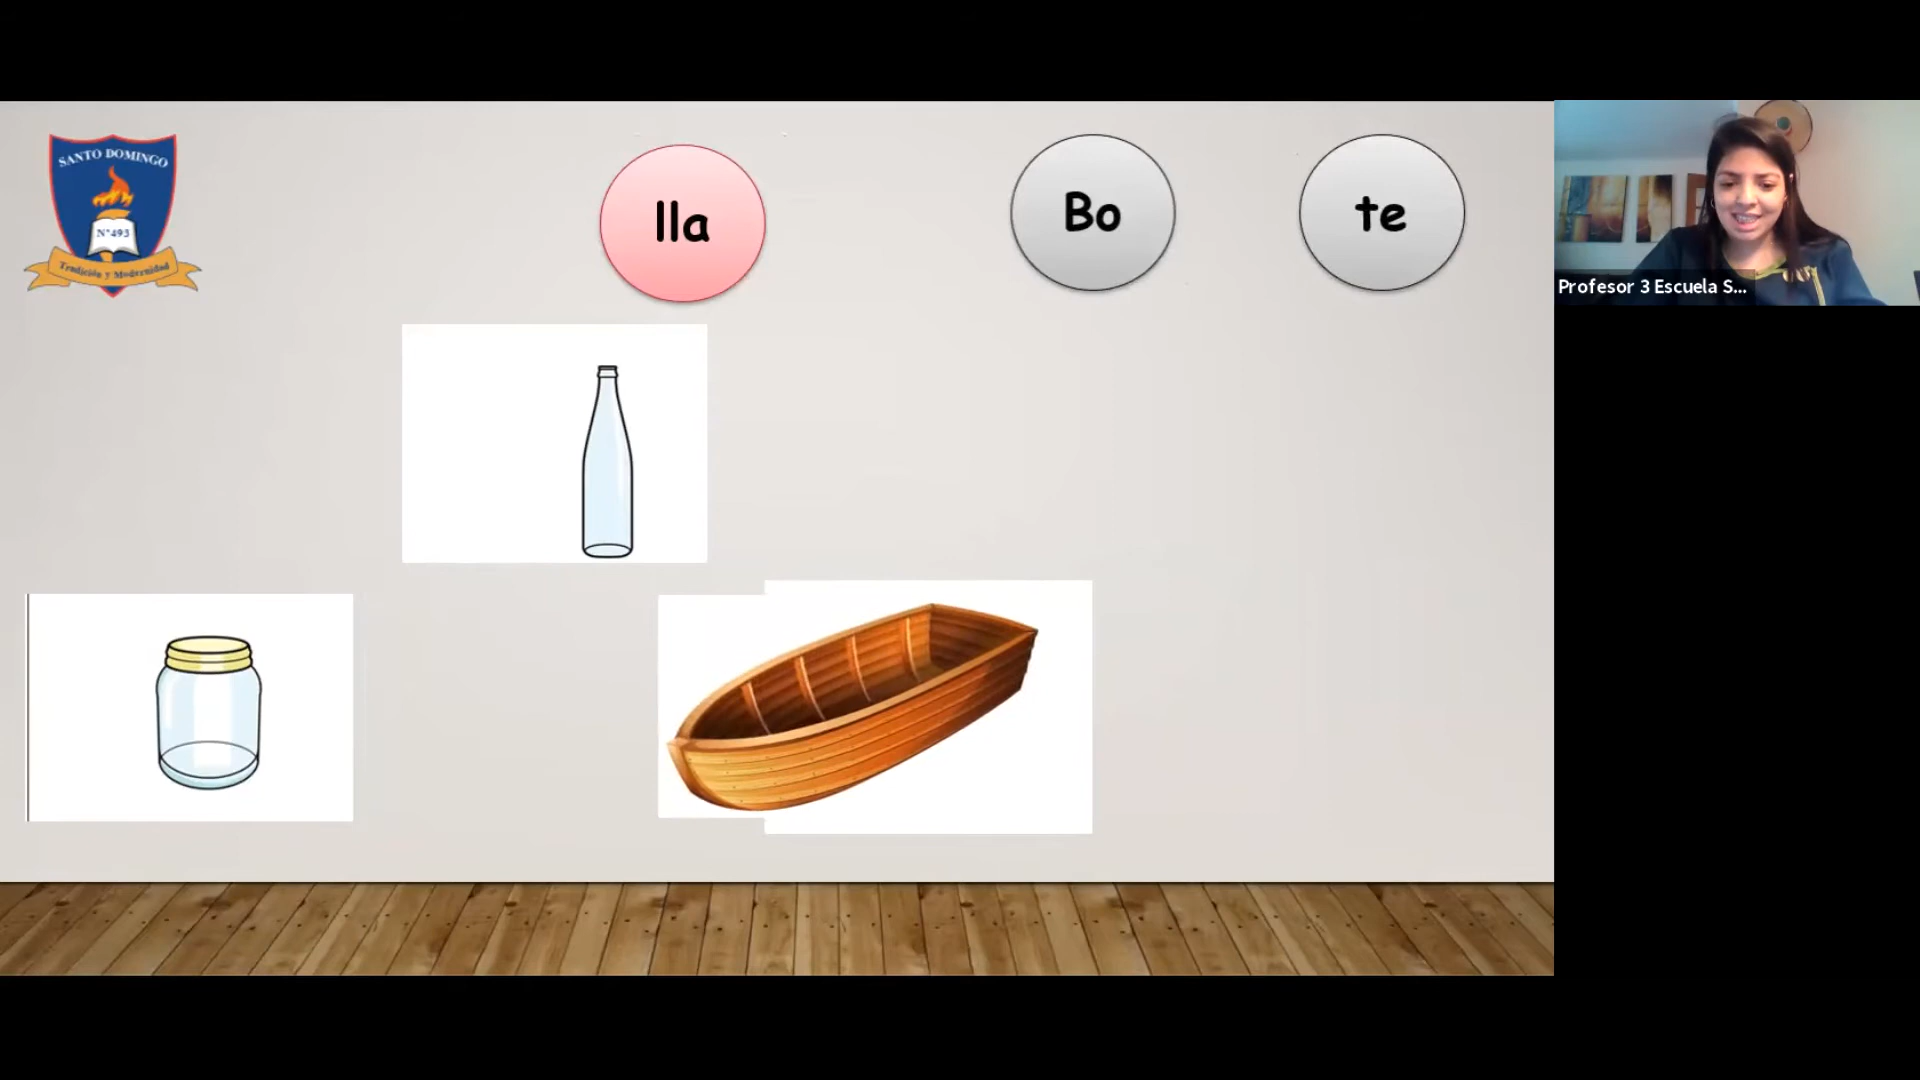 SANTO DOMINGO
N°493
Tradición y Modernidad
lla
Bo
te
Profesor 3 Escuela S...